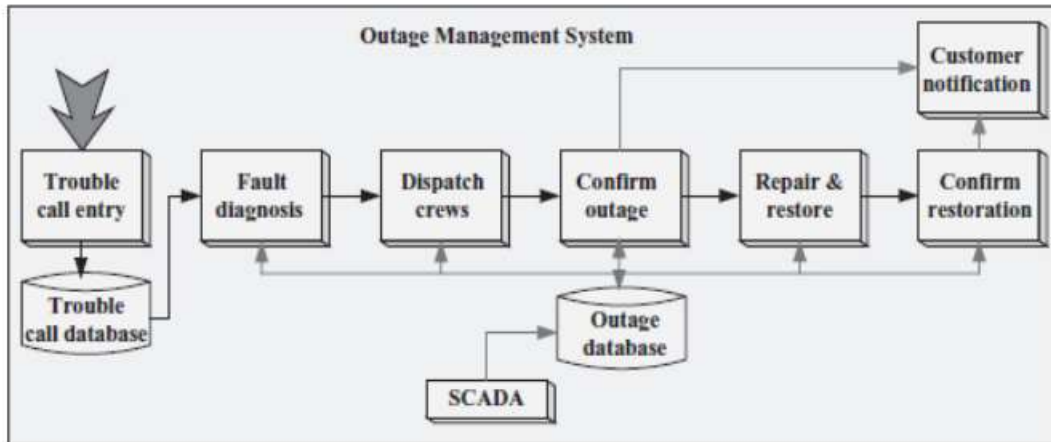 Outage Management System
Customer
notification
Trouble
call entry
Fault
diagnosis
Dispatch
crews
Confirm
outage
Repair &
restore
Confirm
restoration
Trouble
call database
Outage
database
SCADA